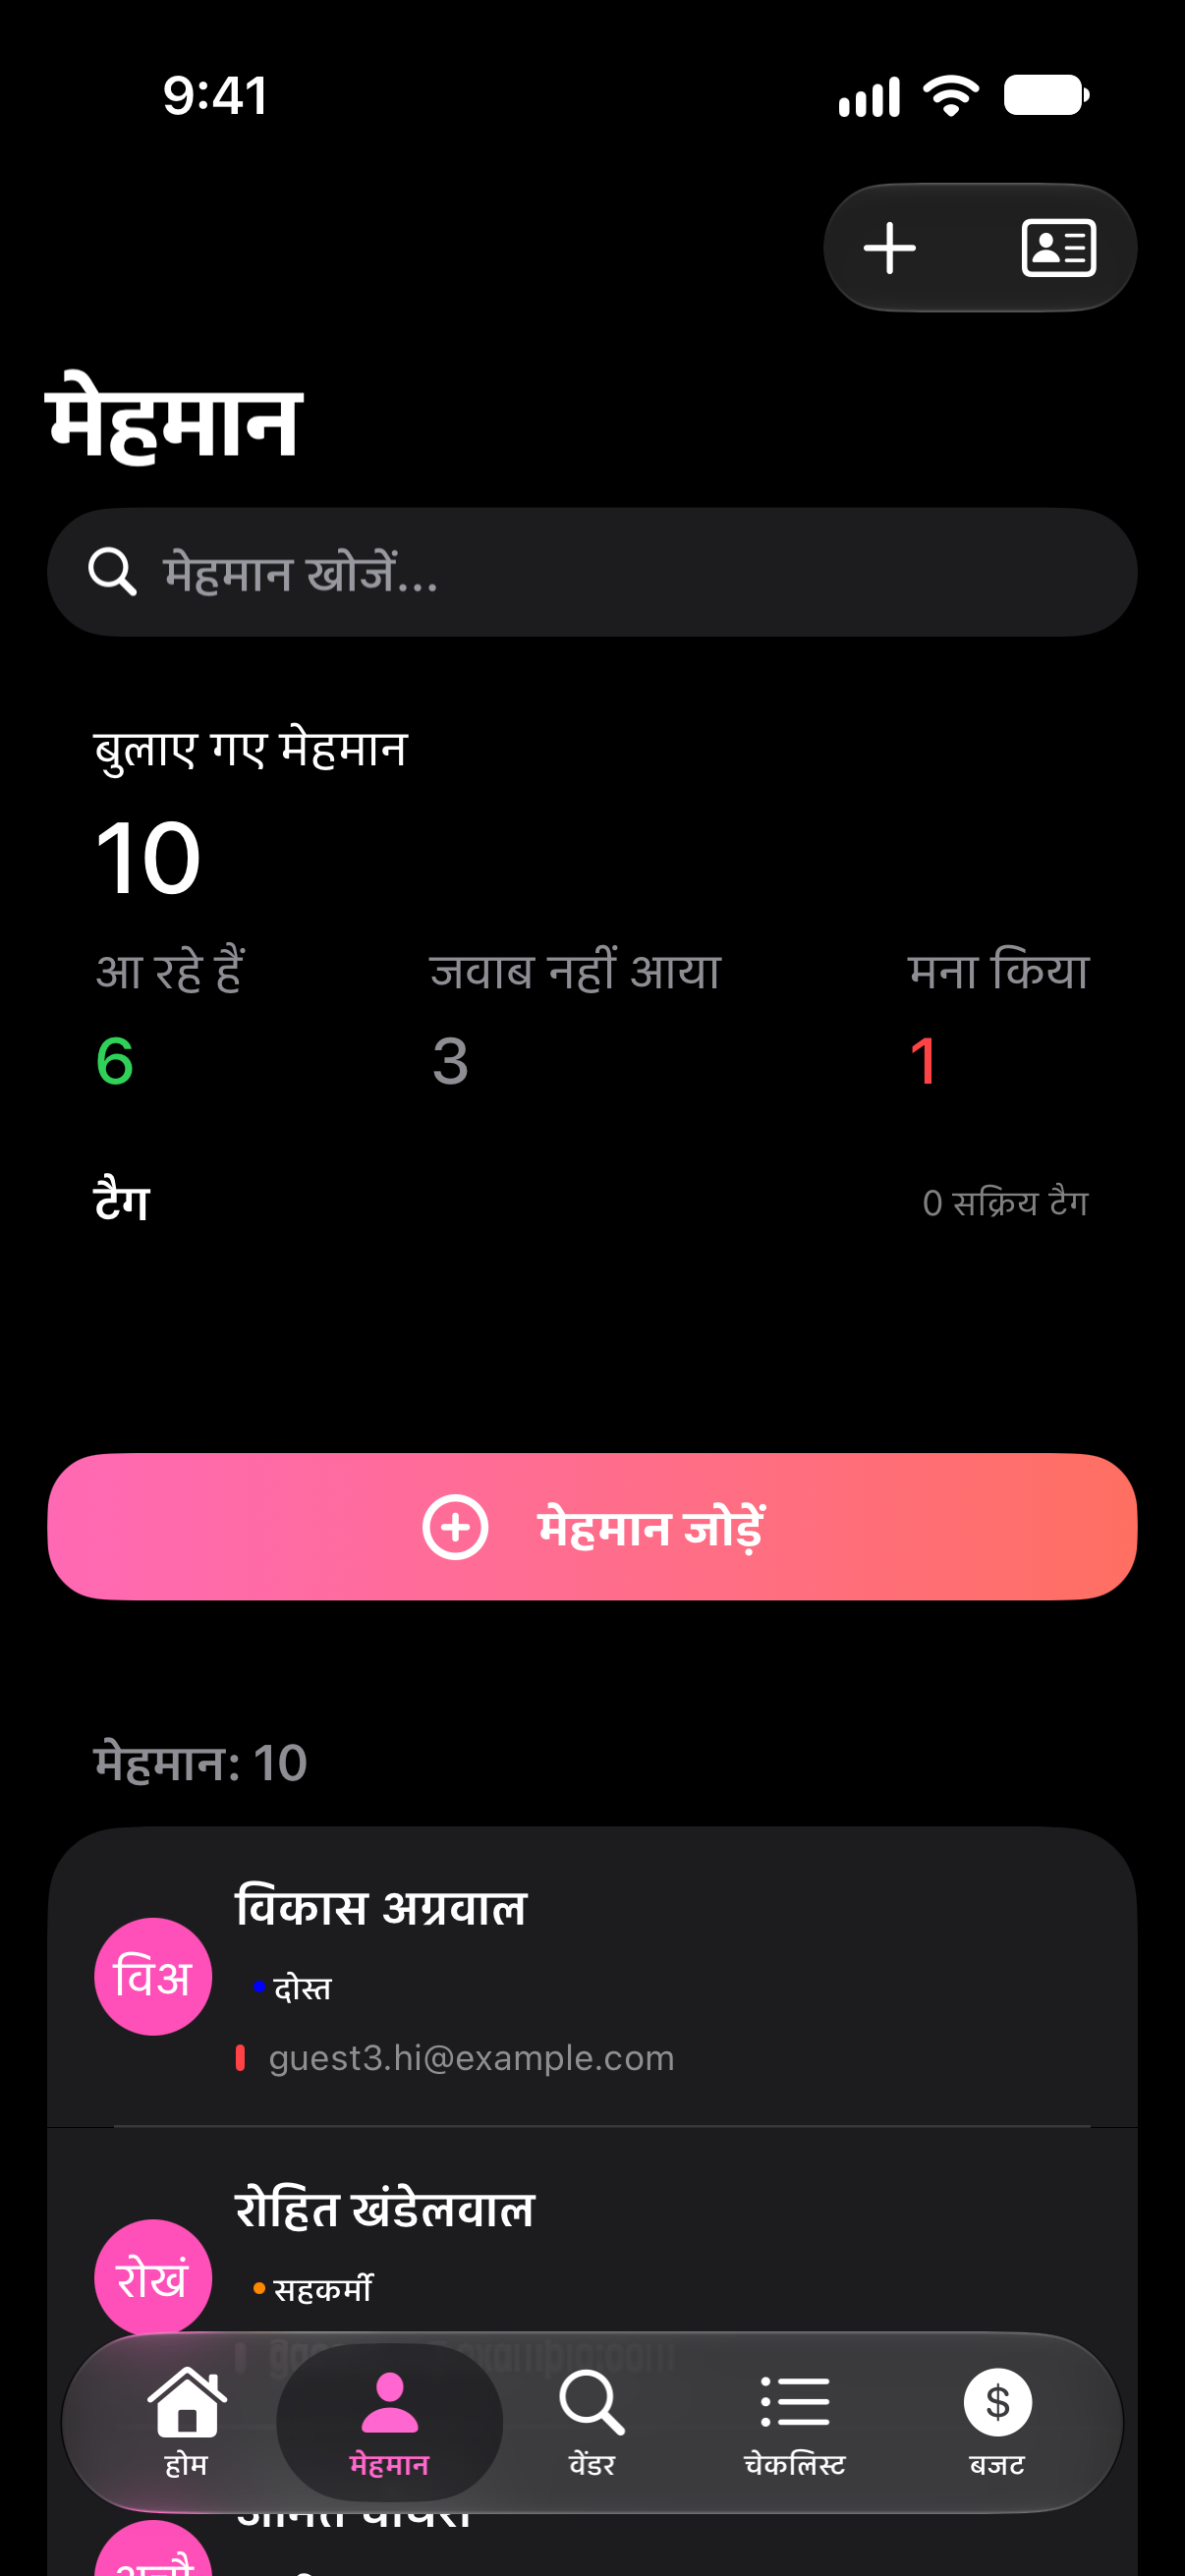 9:41
मेहमान
मेहमान खोजें...
बुलाए गए मेहमान
10
आ रहे हैं जवाब नहीं आया मना किया
6 3 1
टैग 0 सक्रिय टैग
मेहमान जोड़ें
मेहमान: 10
विकास अग्रवाल
विअ
दोस्त
guest3.hi@example.com
रोहित खंडेलवाल
रोखं
सहकर्मी
होम मेहमान वेंडर चेकलिस्ट बजट